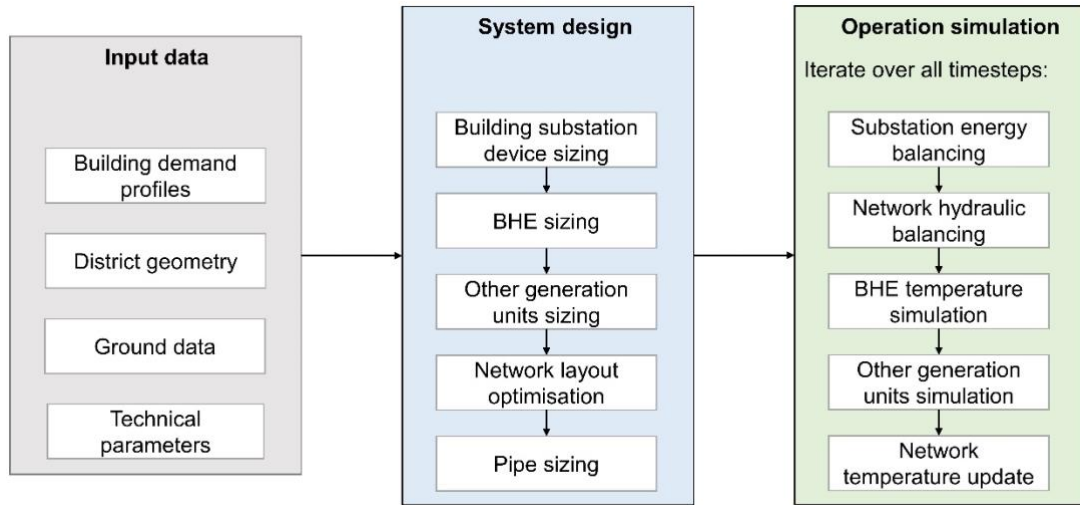 Input data
Building demand
profiles
District geometry
Ground data
Technical
parameters
System design
Building substation
device sizing
BHE sizing
Other generation
units sizing
Network layout
optimisation
Pipe sizing
Operation simulation
Iterate over all timesteps:
Substation energy
balancing
Network hydraulic
balancing
BHE temperature
simulation
Other generation
units simulation
Network
temperature update